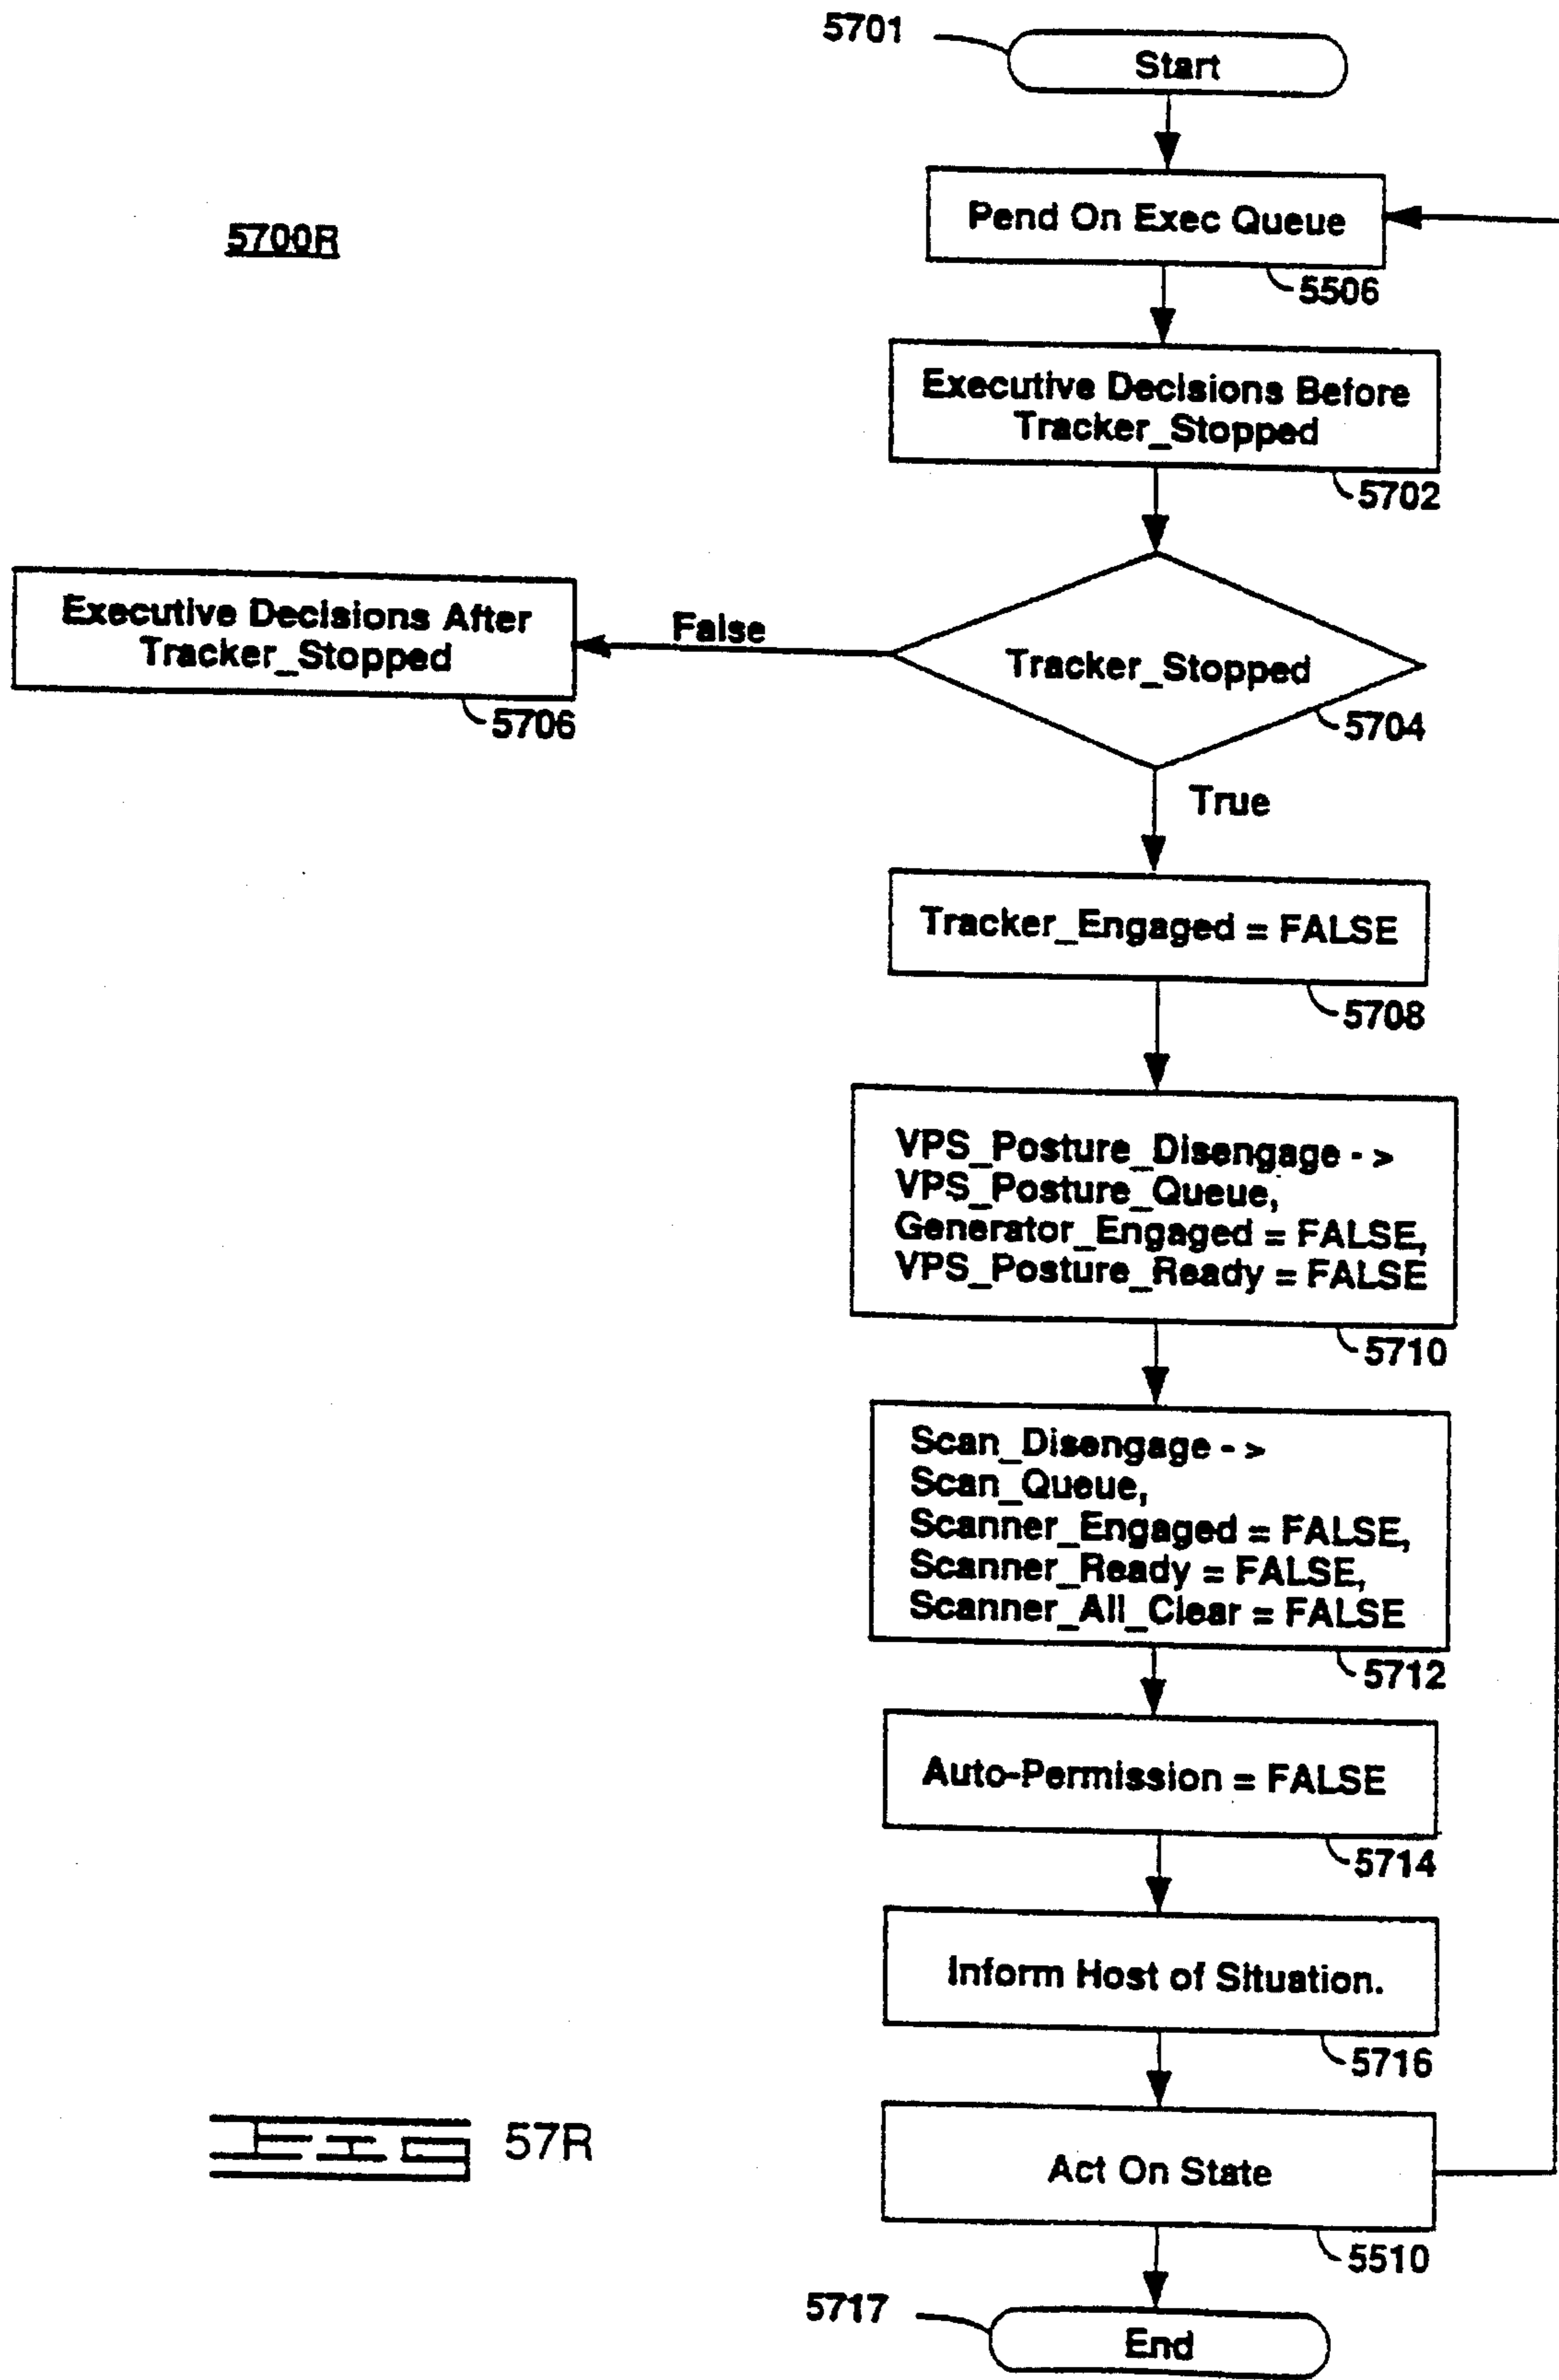 5701
Start
Pend On Exec Queue
5700R
5506
Executive Decisions Before
Tracker_Stopped
5702
Executive Decisions After
Tracker_Stopped
False
Tracker_Stopped
5706
5704
True
Tracker_Engaged = FALSE
5708
VPS_Posture_Disengage - >
VPS_Posture_Queue,
Generator_Engaged = FALSE,
VPS_Posture_Ready = FALSE
5710
Scan_Disengage - >
Scan_Queue,
Scanner_Engaged = FALSE,
Scanner_Ready = FALSE,
Scanner_All_Clear = FALSE
5712
Auto-Permission = FALSE
5714
Inform Host of Situation.
5716
FIG 57R
Act On State
5510
5717
End